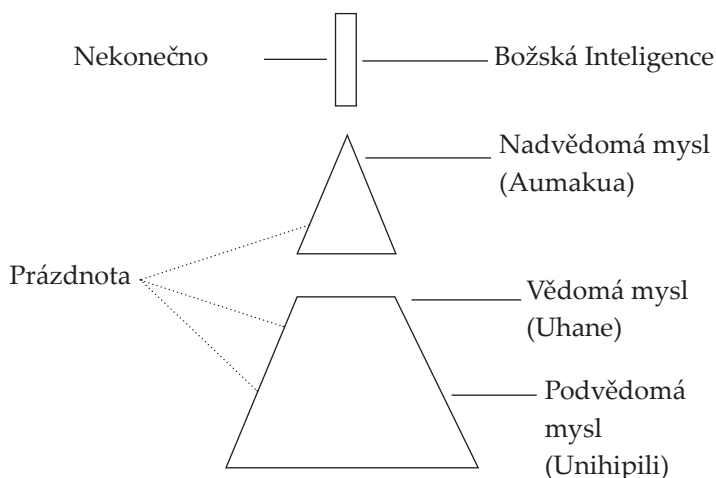 Nekonečno
Božská Inteligence
Nadvědomá mysl
(Aumakua)
Prázdnota
Vědomá mysl
(Uhane)
Podvědomá
mysl
(Unihipili)